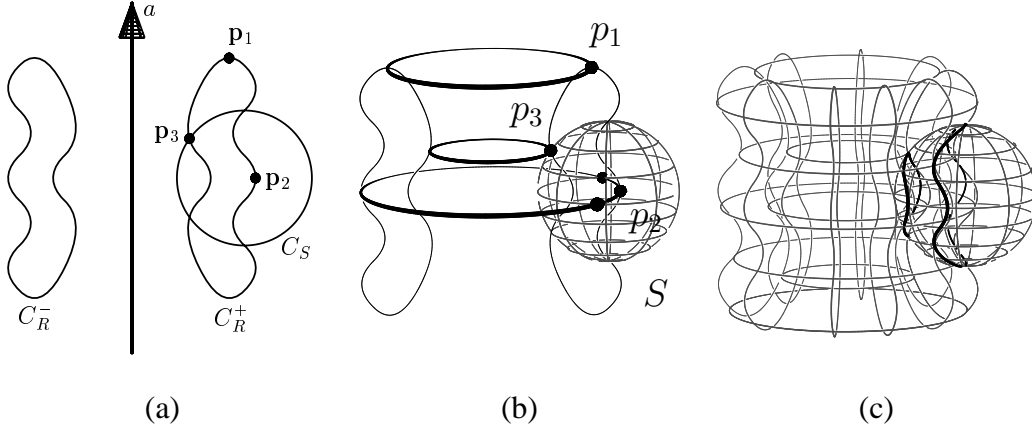 a
p₁
p₃
p₂
C_S
C_R^-
C_R^+
(a)
p₁
p₃
p₂
S
(b)
(c)